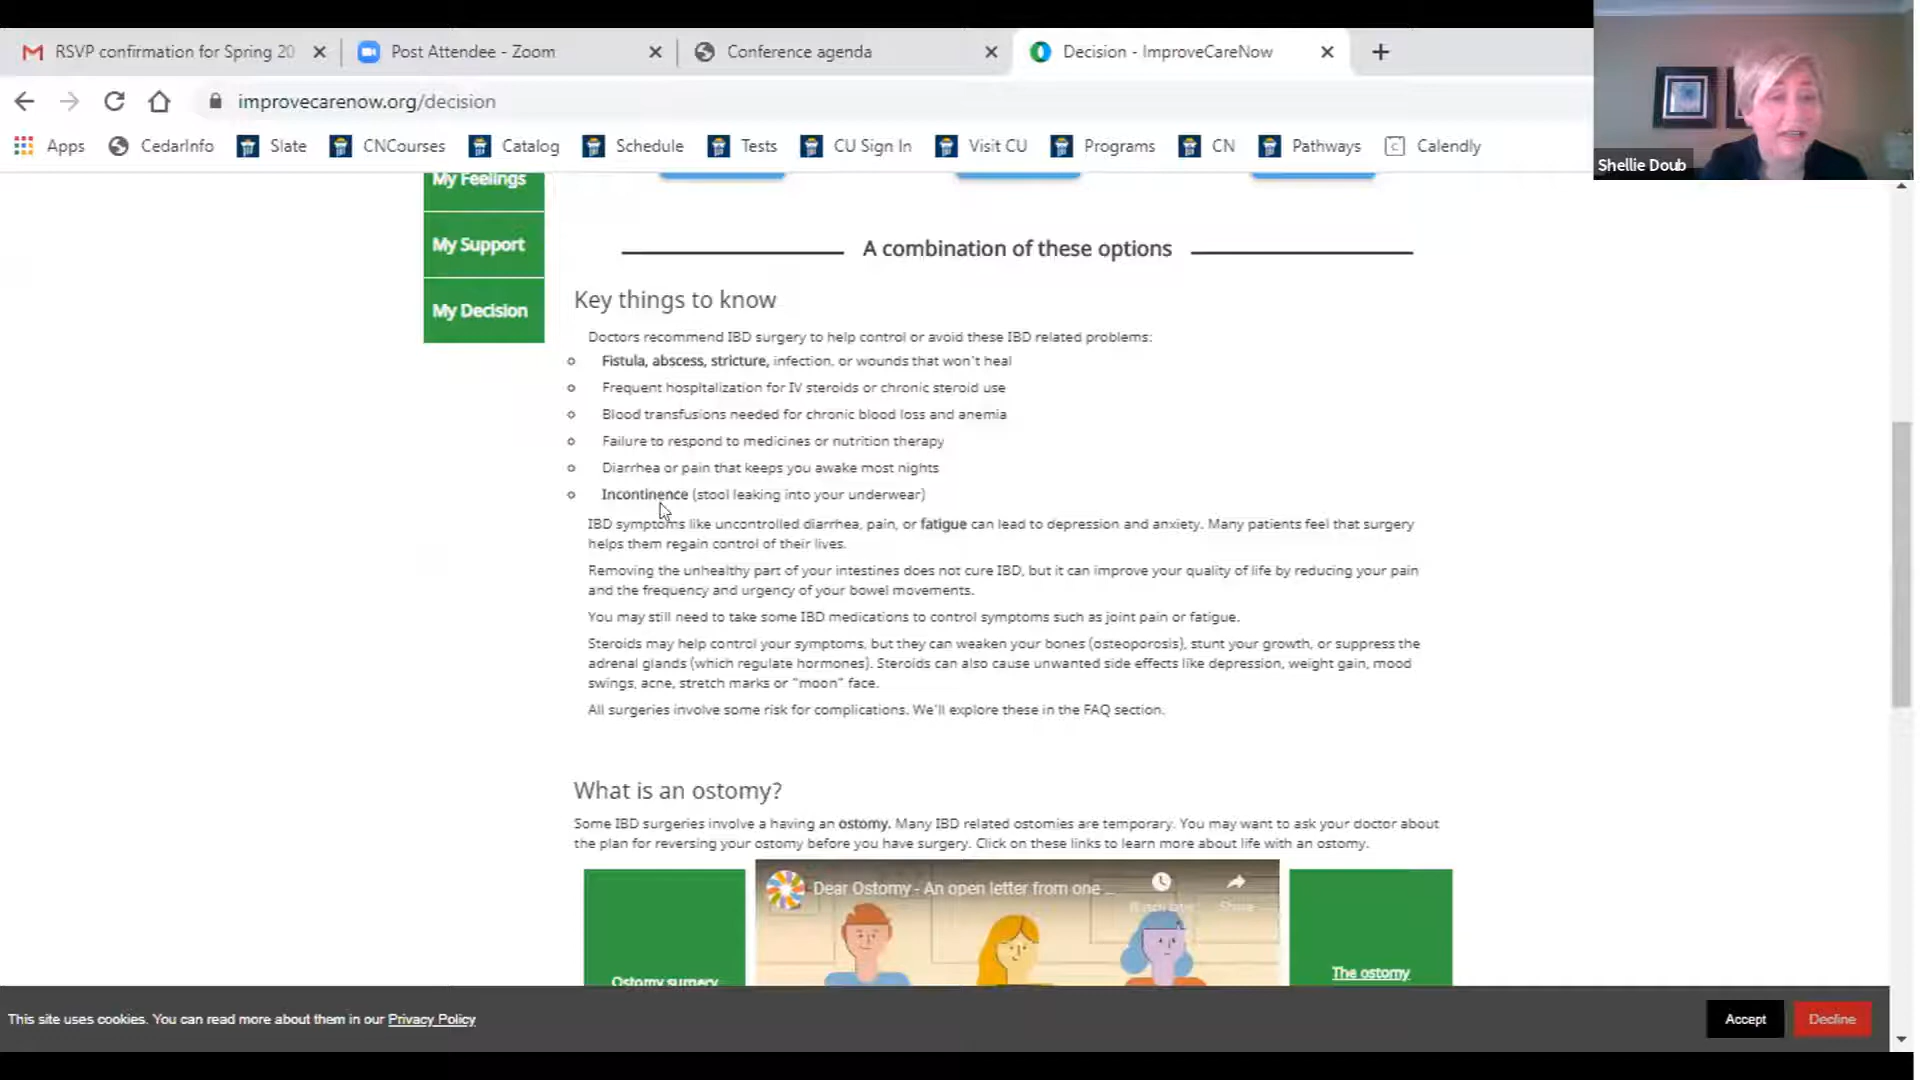 RSVP confirmation for Spring 20
Post Attendee - Zoom
Conference agenda
Decision - ImproveCareNow
improvecarenow.org/decision
Apps CedarInfo Slate CNCourses Catalog Schedule Tests CU Sign In Visit CU Programs CN Pathways Calendly
Shellie Doub
My Feelings
My Support
My Decision
A combination of these options
Key things to know
Doctors recommend IBD surgery to help control or avoid these IBD related problems:
Fistula, abscess, stricture, infection, or wounds that won't heal
Frequent hospitalization for IV steroids or chronic steroid use
Blood transfusions needed for chronic blood loss and anemia
Failure to respond to medicines or nutrition therapy
Diarrhea or pain that keeps you awake most nights
Incontinence (stool leaking into your underwear)
IBD symptoms like uncontrolled diarrhea, pain, or fatigue can lead to depression and anxiety. Many patients feel that surgery
helps them regain control of their lives.
Removing the unhealthy part of your intestines does not cure IBD, but it can improve your quality of life by reducing your pain
and the frequency and urgency of your bowel movements.
You may still need to take some IBD medications to control symptoms such as joint pain or fatigue.
Steroids may help control your symptoms, but they can weaken your bones (osteoporosis), stunt your growth, or suppress the
adrenal glands (which regulate hormones). Steroids can also cause unwanted side effects like depression, weight gain, mood
swings, acne, stretch marks or "moon" face.
All surgeries involve some risk for complications. We'll explore these in the FAQ section.
What is an ostomy?
Some IBD surgeries involve a having an ostomy. Many IBD related ostomies are temporary. You may want to ask your doctor about
the plan for reversing your ostomy before you have surgery. Click on these links to learn more about life with an ostomy.
Dear Ostomy - An open letter from one ...
Share
Ostomy surgery
The ostomy
This site uses cookies. You can read more about them in our Privacy Policy
Accept
Decline